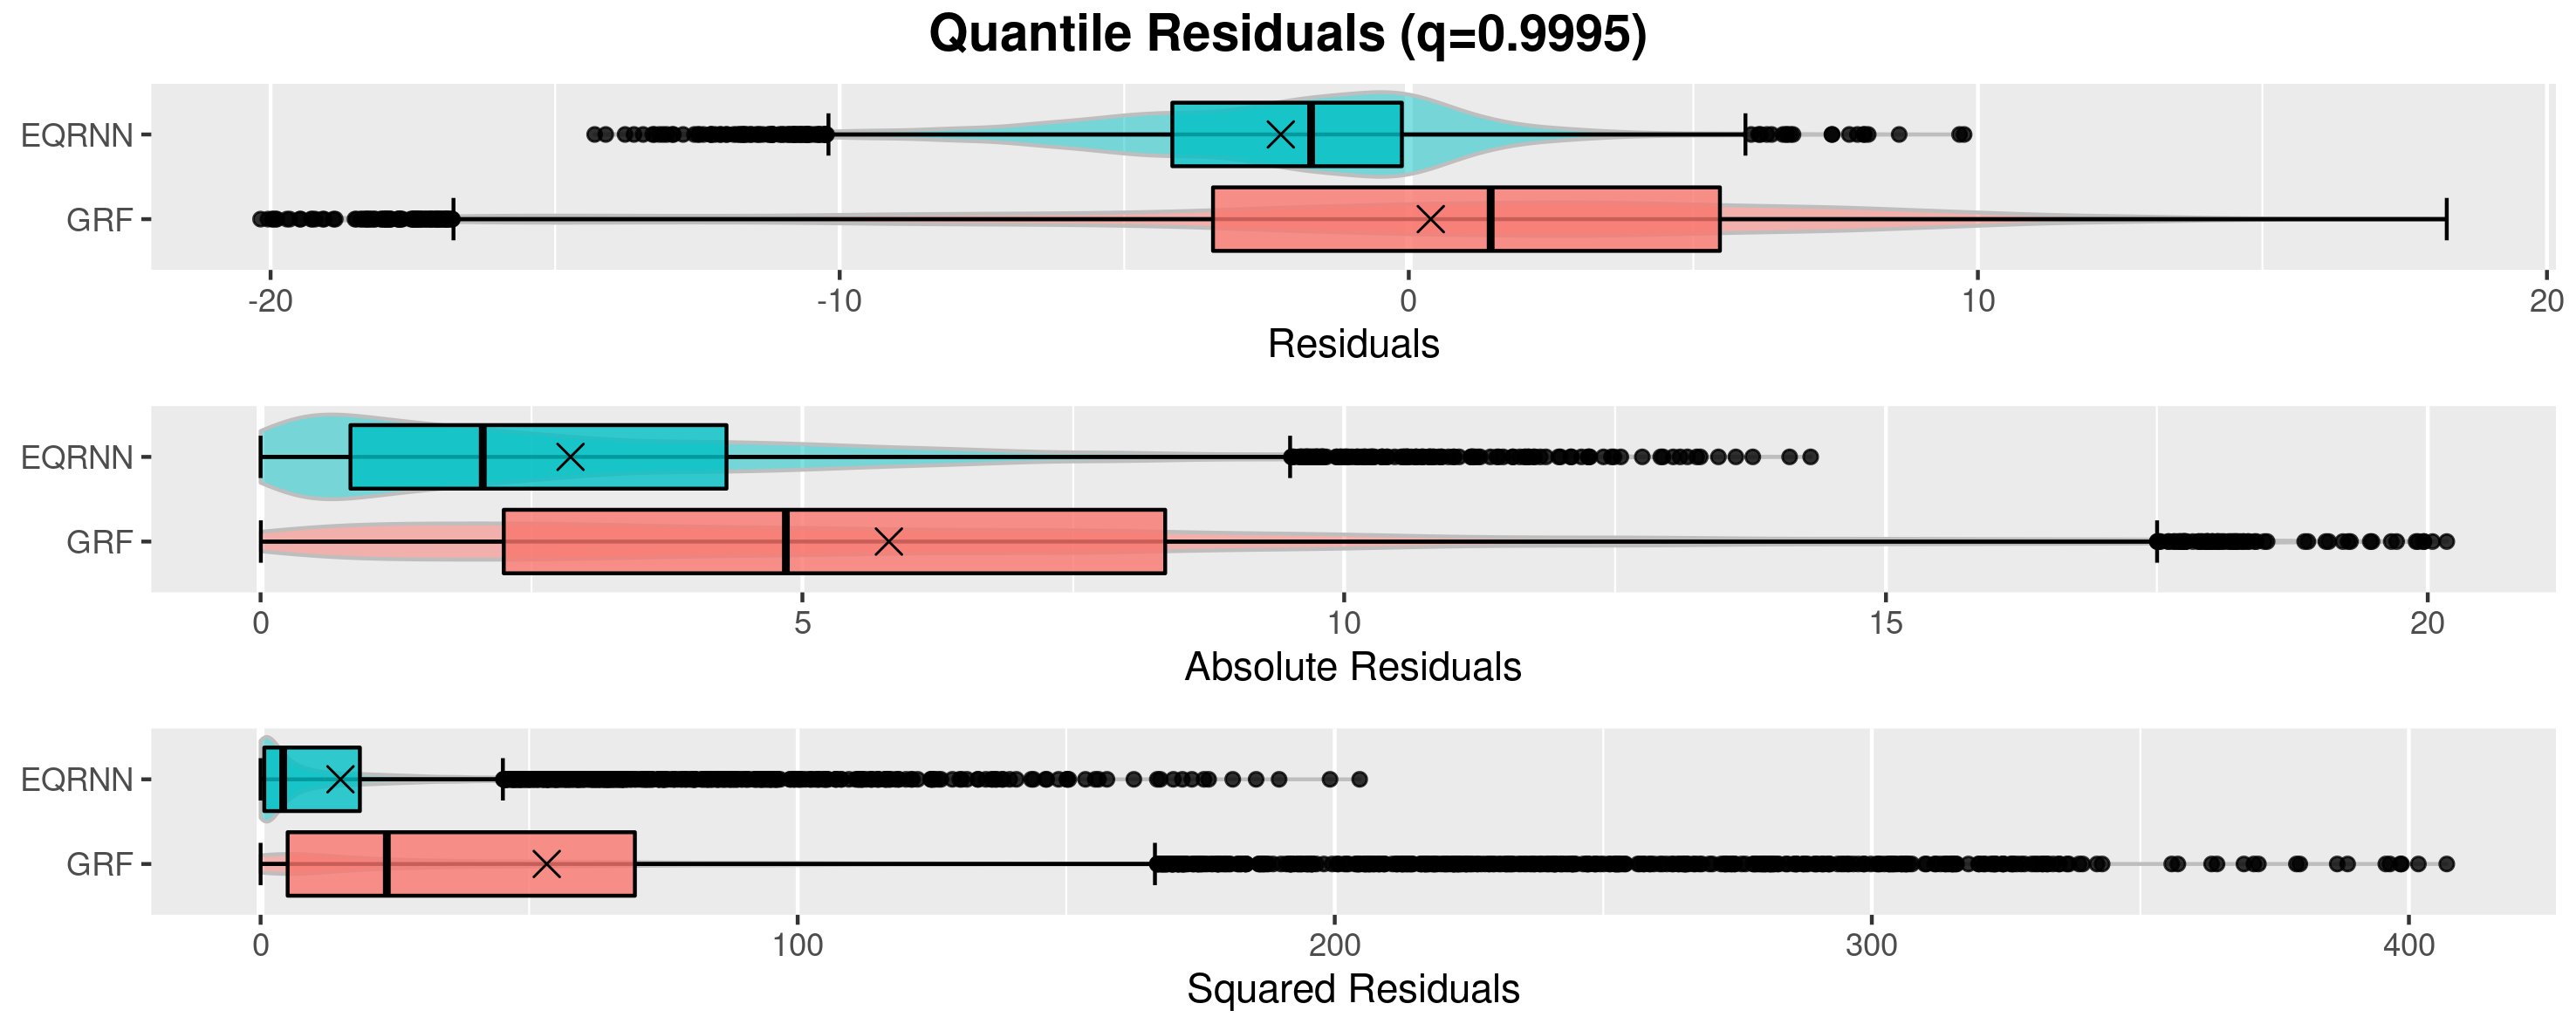 Quantile Residuals (q=0.9995)
EQRNN
GRF
-20 -10 0 10 20
Residuals
EQRNN
GRF
0 5 10 15 20
Absolute Residuals
EQRNN
GRF
0 100 200 300 400
Squared Residuals